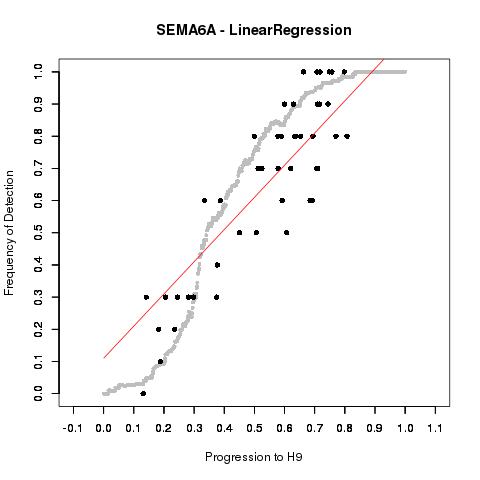 SEMA6A - LinearRegression
1.0
0.9
0.8
0.7
0.6
0.5
0.4
0.3
0.2
0.1
0.0
Frequency of Detection
-0.1 0.0 0.1 0.2 0.3 0.4 0.5 0.6 0.7 0.8 0.9 1.0 1.1
Progression to H9